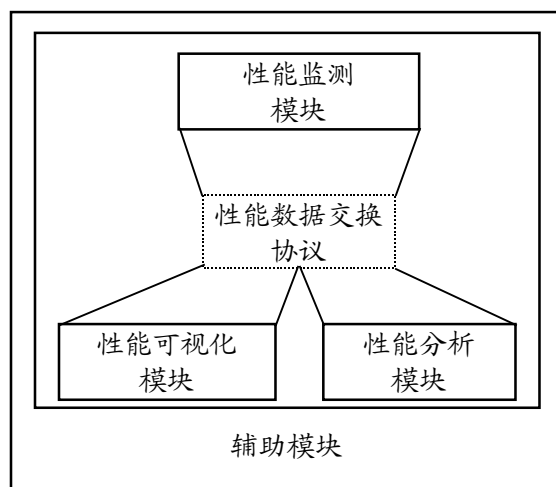 性能监测
模块
性能数据交换
协议
性能可视化
模块
性能分析
模块
辅助模块